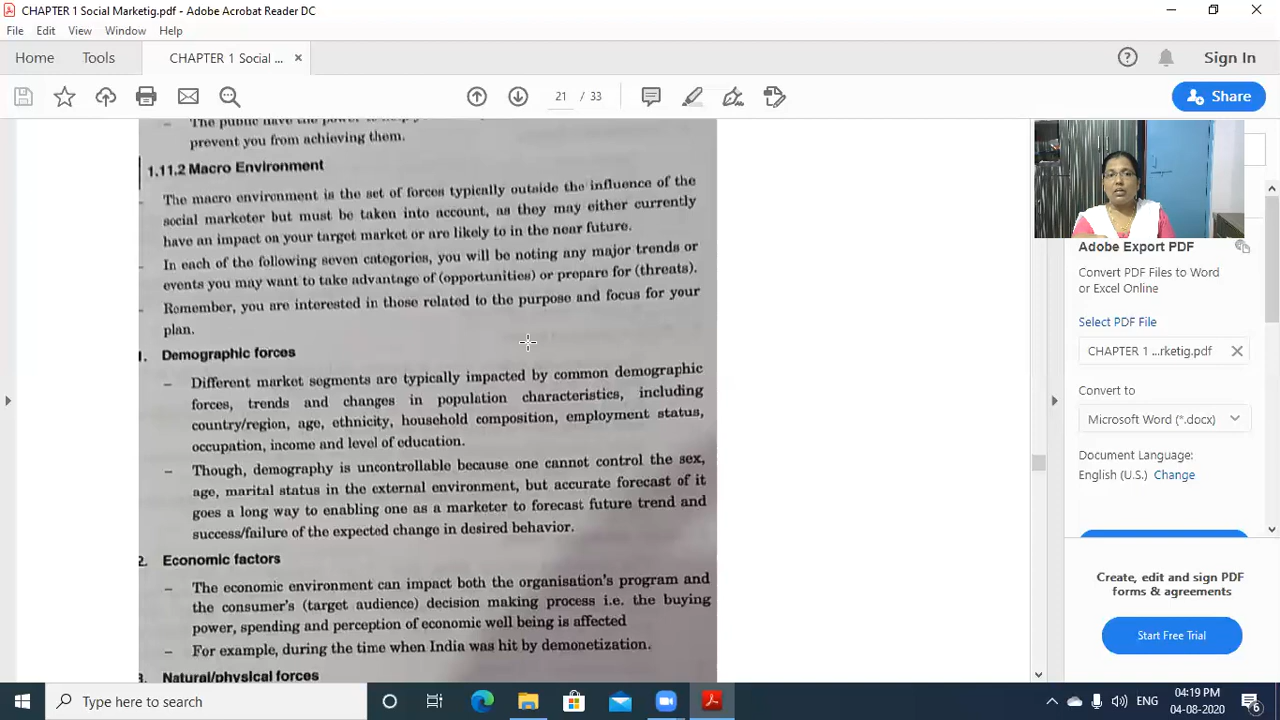 CHAPTER 1 Social Marketig.pdf - Adobe Acrobat Reader DC
File Edit View Window Help
Home Tools CHAPTER 1 Social ... × Sign In
21 / 33 Share
The public have the power to help
prevent you from achieving them.
1.11.2 Macro Environment
The macro environment is the set of forces typically outside the influence of the
social marketer but must be taken into account, as they may either currently
have an impact on your target market or are likely to in the near future.
In each of the following seven categories, you will be noting any major trends or
events you may want to take advantage of (opportunities) or prepare for (threats).
Remember, you are interested in those related to the purpose and focus for your
plan.
1. Demographic forces
– Different market segments are typically impacted by common demographic
forces, trends and changes in population characteristics, including
country/region, age, ethnicity, household composition, employment status,
occupation, income and level of education.
– Though, demography is uncontrollable because one cannot control the sex,
age, marital status in the external environment, but accurate forecast of it
goes a long way to enabling one as a marketer to forecast future trend and
success/failure of the expected change in desired behavior.
2. Economic factors
– The economic environment can impact both the organisation's program and
the consumer's (target audience) decision making process i.e. the buying
power, spending and perception of economic well being is affected
– For example, during the time when India was hit by demonetization.
3. Natural/physical forces
Adobe Export PDF
Convert PDF Files to Word
or Excel Online
Select PDF File
CHAPTER 1 ...rketig.pdf
Convert to
Microsoft Word (*.docx)
Document Language:
English (U.S.) Change
Create, edit and sign PDF
forms & agreements
Start Free Trial
Type here to search
ENG
04:19 PM
04-08-2020
6